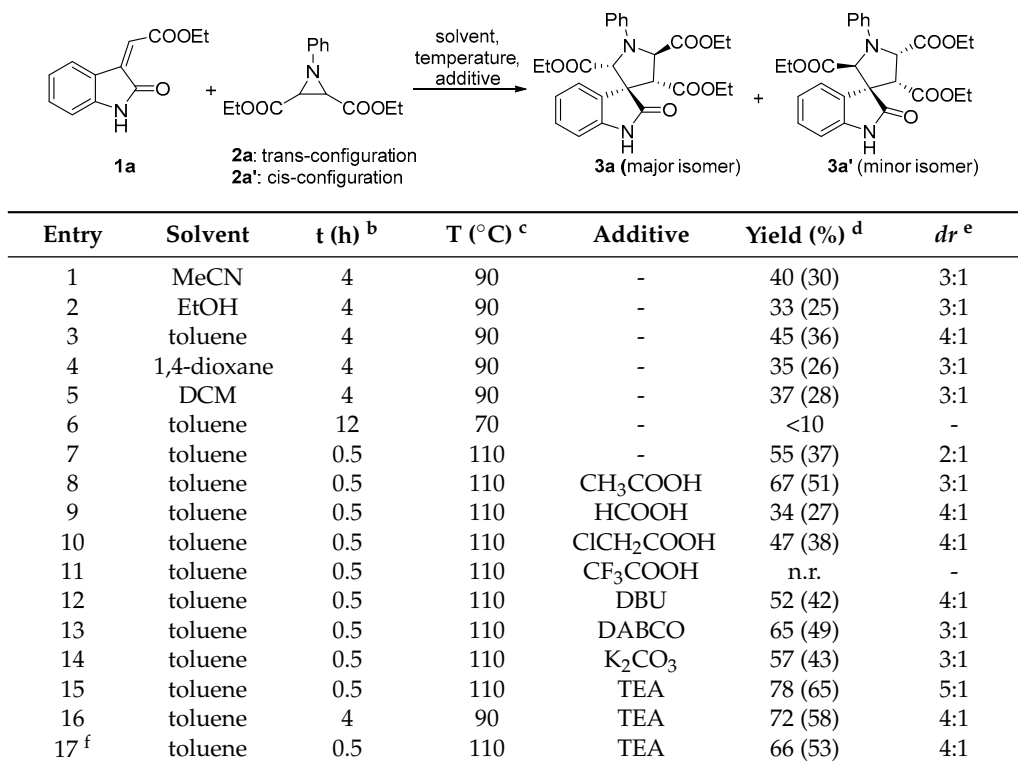 COOEt
O
N
H
1a
+
Ph
N
EtOOC
COOEt
2a: trans-configuration
2a': cis-configuration
solvent,
temperature,
additive
Ph
N
COOEt
EtOOC
COOEt
O
N
H
3a (major isomer)
+
Ph
N
COOEt
EtOOC
COOEt
O
N
H
3a' (minor isomer)
Entry Solvent t (h) b T (°C) c Additive Yield (%) d dr e
1 MeCN 4 90 - 40 (30) 3:1
2 EtOH 4 90 - 33 (25) 3:1
3 toluene 4 90 - 45 (36) 4:1
4 1,4-dioxane 4 90 - 35 (26) 3:1
5 DCM 4 90 - 37 (28) 3:1
6 toluene 12 70 - <10 -
7 toluene 0.5 110 - 55 (37) 2:1
8 toluene 0.5 110 CH3COOH 67 (51) 3:1
9 toluene 0.5 110 HCOOH 34 (27) 4:1
10 toluene 0.5 110 ClCH2COOH 47 (38) 4:1
11 toluene 0.5 110 CF3COOH n.r. -
12 toluene 0.5 110 DBU 52 (42) 4:1
13 toluene 0.5 110 DABCO 65 (49) 3:1
14 toluene 0.5 110 K2CO3 57 (43) 3:1
15 toluene 0.5 110 TEA 78 (65) 5:1
16 toluene 4 90 TEA 72 (58) 4:1
17 f toluene 0.5 110 TEA 66 (53) 4:1